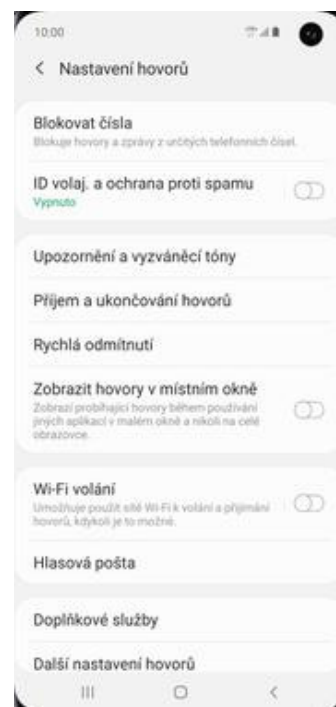 10:00
Nastavení hovorů
Blokovat čísla
Blokuje hovory a zprávy z určitých telefonních čísel.
ID volaj. a ochrana proti spamu
Vypnuto
Upozornění a vyzváněcí tóny
Příjem a ukončování hovorů
Rychlá odmítnutí
Zobrazit hovory v místním okně
Zobrazí probíhající hovory během používání
jiných aplikací v malém okně a nikoli na celé
obrazovce.
Wi-Fi volání
Umožňuje použít sítě Wi-Fi k volání a přijímání
hovorů, kdykoli je to možné.
Hlasová pošta
Doplňkové služby
Další nastavení hovorů